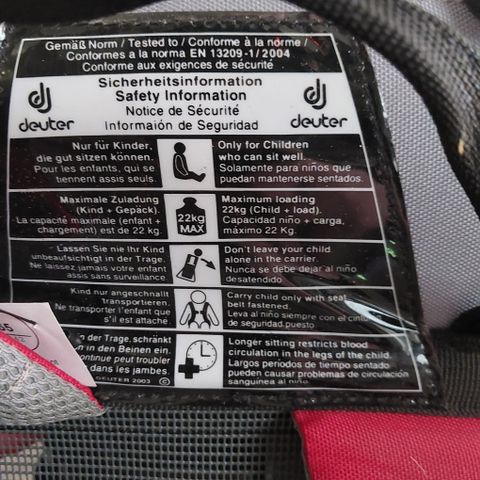 Gemäß Norm / Tested to / Conforme à la norme /
Conformes a la norma EN 13209-1/2004
Conforme aux exigences de sécurité
deuter
Sicherheitsinformation
Safety Information
Notice de Sécurité
Informaión de Seguridad
deuter
Nur für Kinder,
die gut sitzen können.
Pour les enfants, qui se
tiennent assis seuls.
Only for Children
who can sit well.
Solamente para niños que
puedan mantenerse sentados.
Maximale Zuladung
(Kind + Gepäck).
La capacité maximale (enfant +
chargement) est de 22 kg.
22kg
MAX
Maximum loading
22kg (Child + load).
Capacidad niño + carga,
máximo 22 Kg.
Lassen Sie nie Ihr Kind
unbeaufsichtigt in der Trage.
Ne laissez jamais votre enfant
assis sans surveillance
Don't leave your child
alone in the carrier.
Nunca se debe dejar al niño
desatendido
Kind nur angeschnallt
transportieren
Ne transporter l'enfant que
s'il est attaché.
Carry child only with seat
belt fastened.
Leva al niño siempre con el cinturon
de seguridad puesto
in der Trage, schränkt
in den Beinen ein.
continue peut troubler
dans les jambes.
DEUTER 2003 ©
Longer sitting restricts blood
circulation in the legs of the child.
Largos periodos de tiempo sentado
pueden causar problemas de circulación
sanguinea al niño.